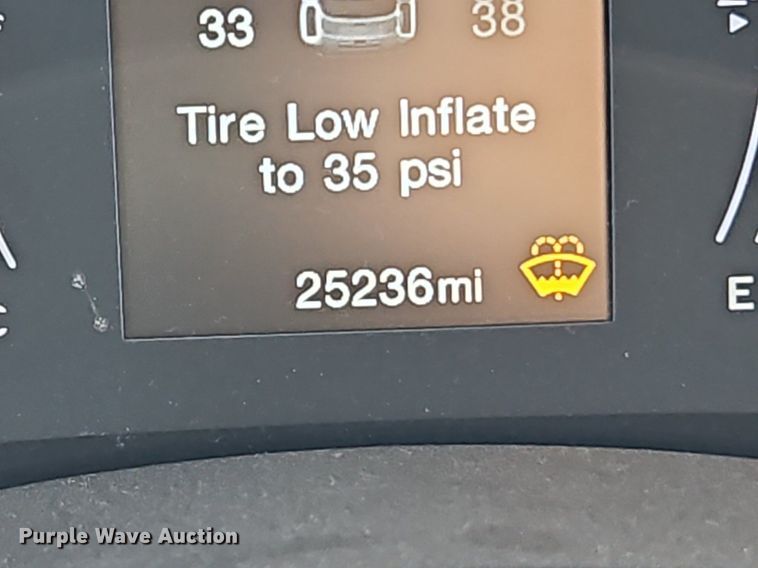 33 38
Tire Low Inflate
to 35 psi
25236mi
E
Purple Wave Auction